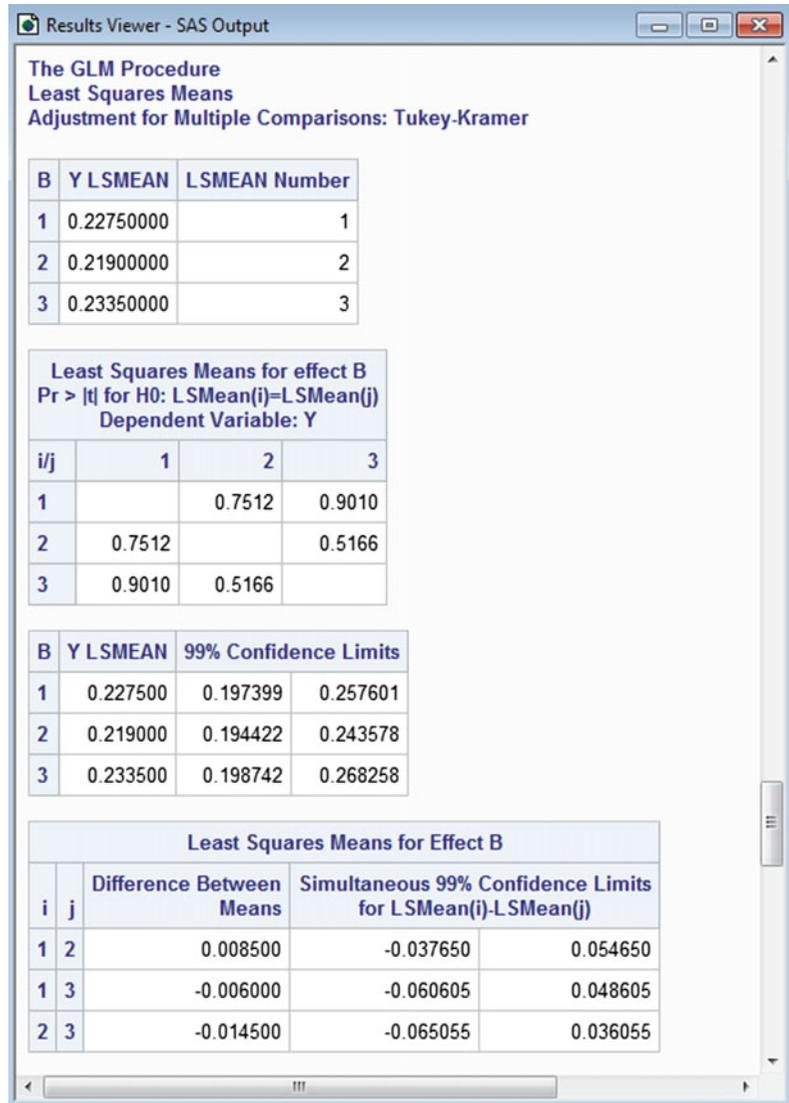 Results Viewer - SAS Output
The GLM Procedure
Least Squares Means
Adjustment for Multiple Comparisons: Tukey-Kramer
B Y LSMEAN LSMEAN Number
1 0.22750000 1
2 0.21900000 2
3 0.23350000 3
Least Squares Means for effect B
Pr > |t| for H0: LSMean(i)=LSMean(j)
Dependent Variable: Y
i/j 1 2 3
1 0.7512 0.9010
2 0.7512 0.5166
3 0.9010 0.5166
B Y LSMEAN 99% Confidence Limits
1 0.227500 0.197399 0.257601
2 0.219000 0.194422 0.243578
3 0.233500 0.198742 0.268258
Least Squares Means for Effect B
i j Difference Between Means Simultaneous 99% Confidence Limits for LSMean(i)-LSMean(j)
1 2 0.008500 -0.037650 0.054650
1 3 -0.006000 -0.060605 0.048605
2 3 -0.014500 -0.065055 0.036055